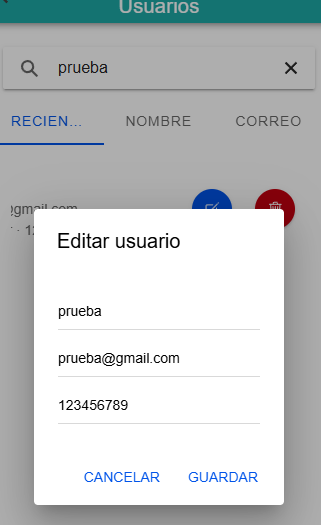 Usuarios
prueba
RECIEN... NOMBRE CORREO
@gmail.com
Editar usuario
prueba
prueba@gmail.com
123456789
CANCELAR GUARDAR